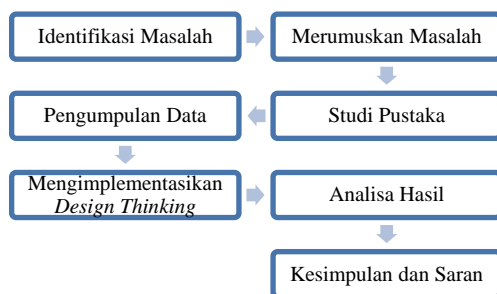 Identifikasi Masalah
Merumuskan Masalah
Studi Pustaka
Pengumpulan Data
Mengimplementasikan
Design Thinking
Analisa Hasil
Kesimpulan dan Saran